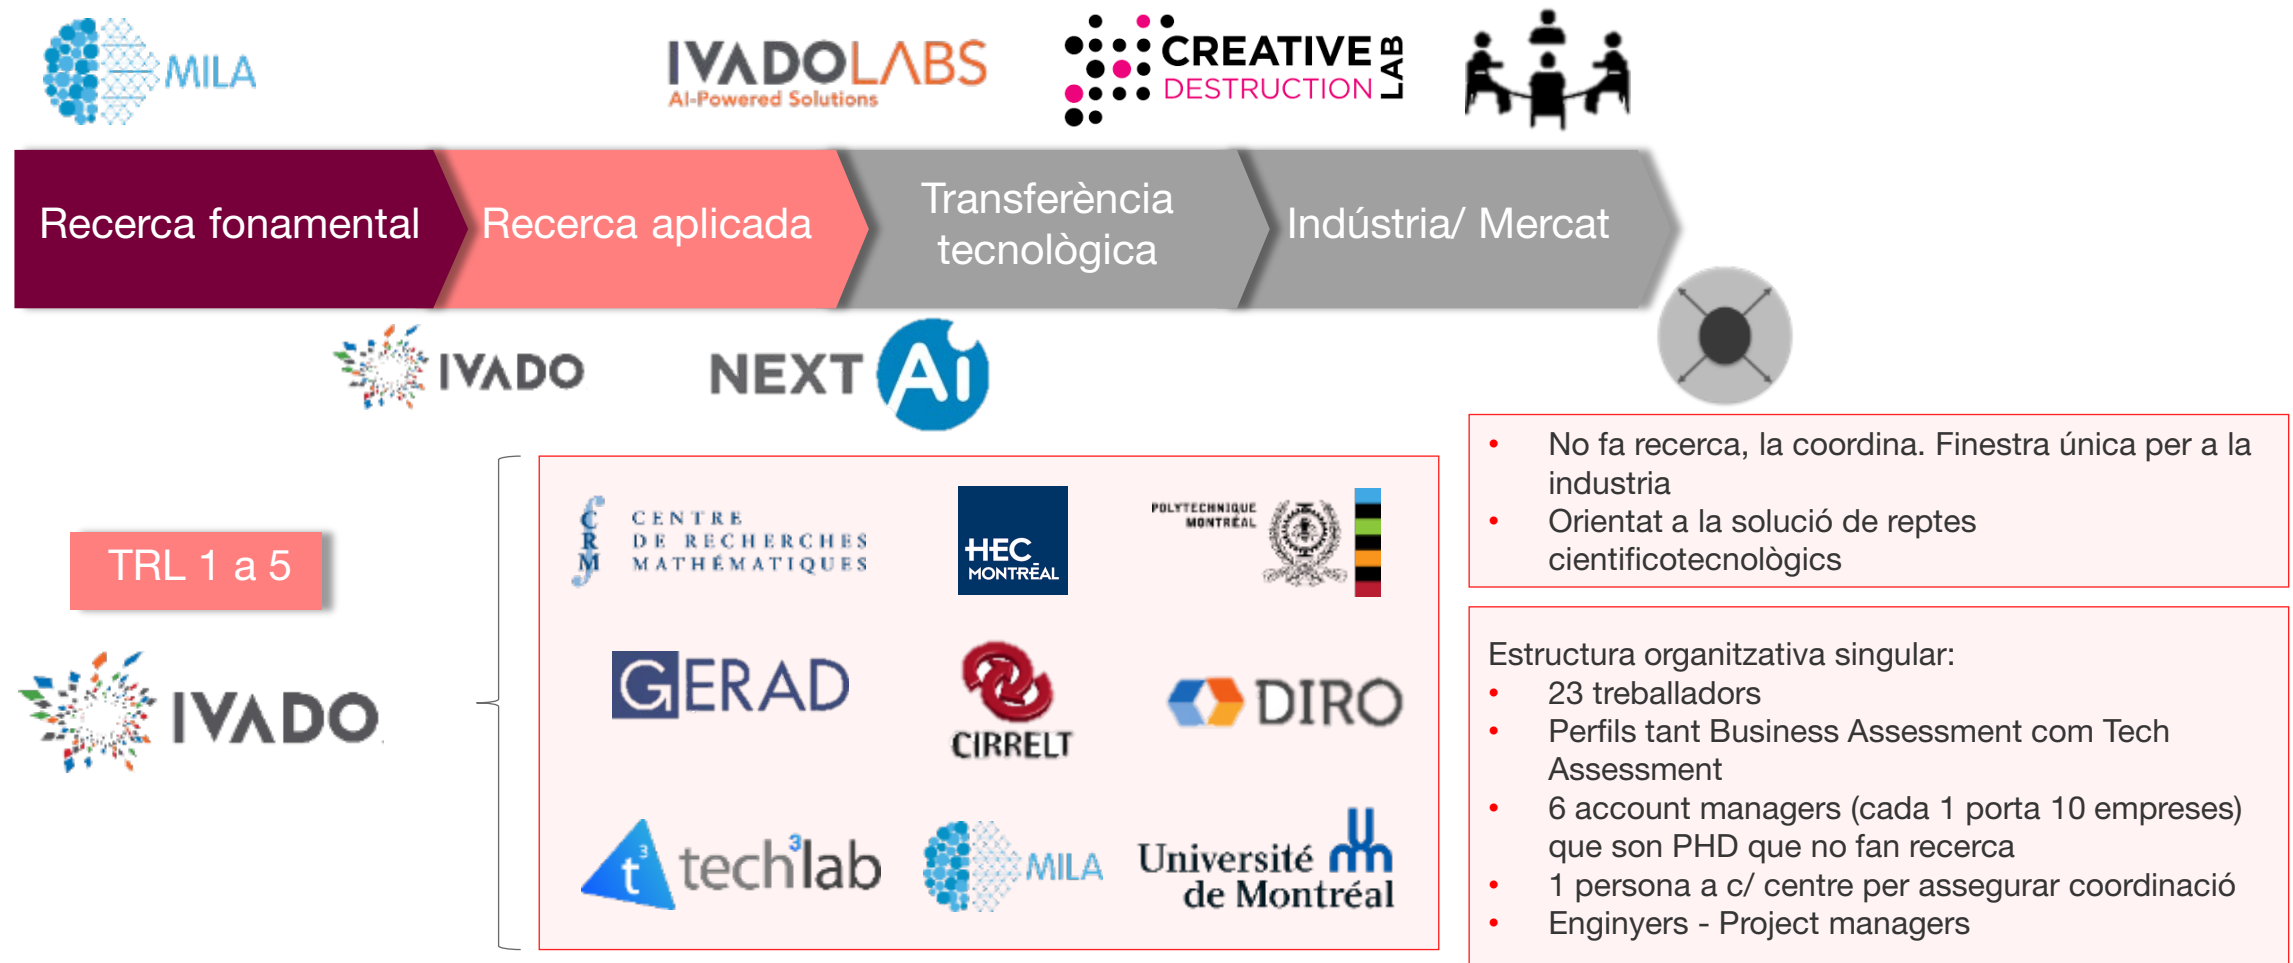 MILA
IVADOLABS
AI-Powered Solutions
CREATIVE
DESTRUCTION
LAB
Recerca fonamental
Recerca aplicada
Transferència
tecnològica
Indústria/ Mercat
IVADO
NEXT Ai
TRL 1 a 5
IVADO
CRM
CENTRE
DE RECHERCHES
MATHÉMATIQUES
HEC
MONTRÉAL
POLYTECHNIQUE
MONTRÉAL
GERAD
CIRRELT
DIRO
t³
tech³lab
MILA
Université
de Montréal
• No fa recerca, la coordina. Finestra única per a la
industria
• Orientat a la solució de reptes
cientificotecnològics
Estructura organitzativa singular:
• 23 treballadors
• Perfils tant Business Assessment com Tech
Assessment
• 6 account managers (cada 1 porta 10 empreses)
que son PHD que no fan recerca
• 1 persona a c/ centre per assegurar coordinació
• Enginyers - Project managers